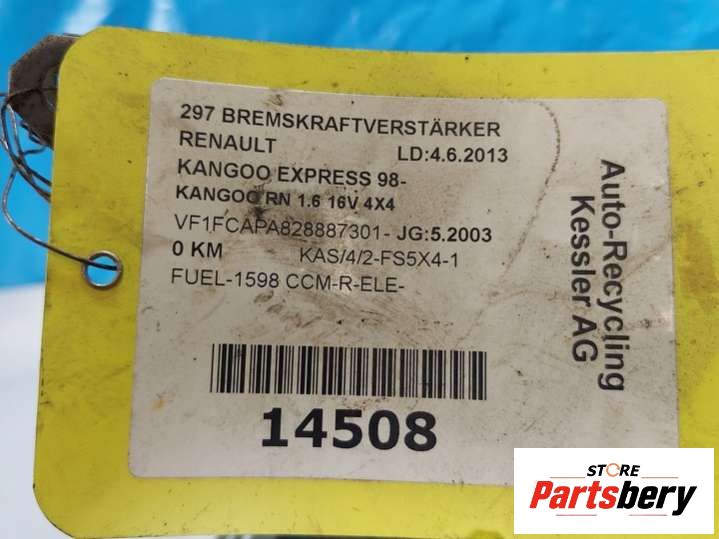 297 BREMSKRAFTVERSTÄRKER
RENAULT LD:4.6.2013
KANGOO EXPRESS 98-
KANGOO RN 1.6 16V 4X4
VF1FCAPA828887301- JG:5.2003
0 KM KAS/4/2-FS5X4-1
FUEL-1598 CCM-R-ELE-
14508
Auto-Recycling
Kessler AG
STORE
Partsbery